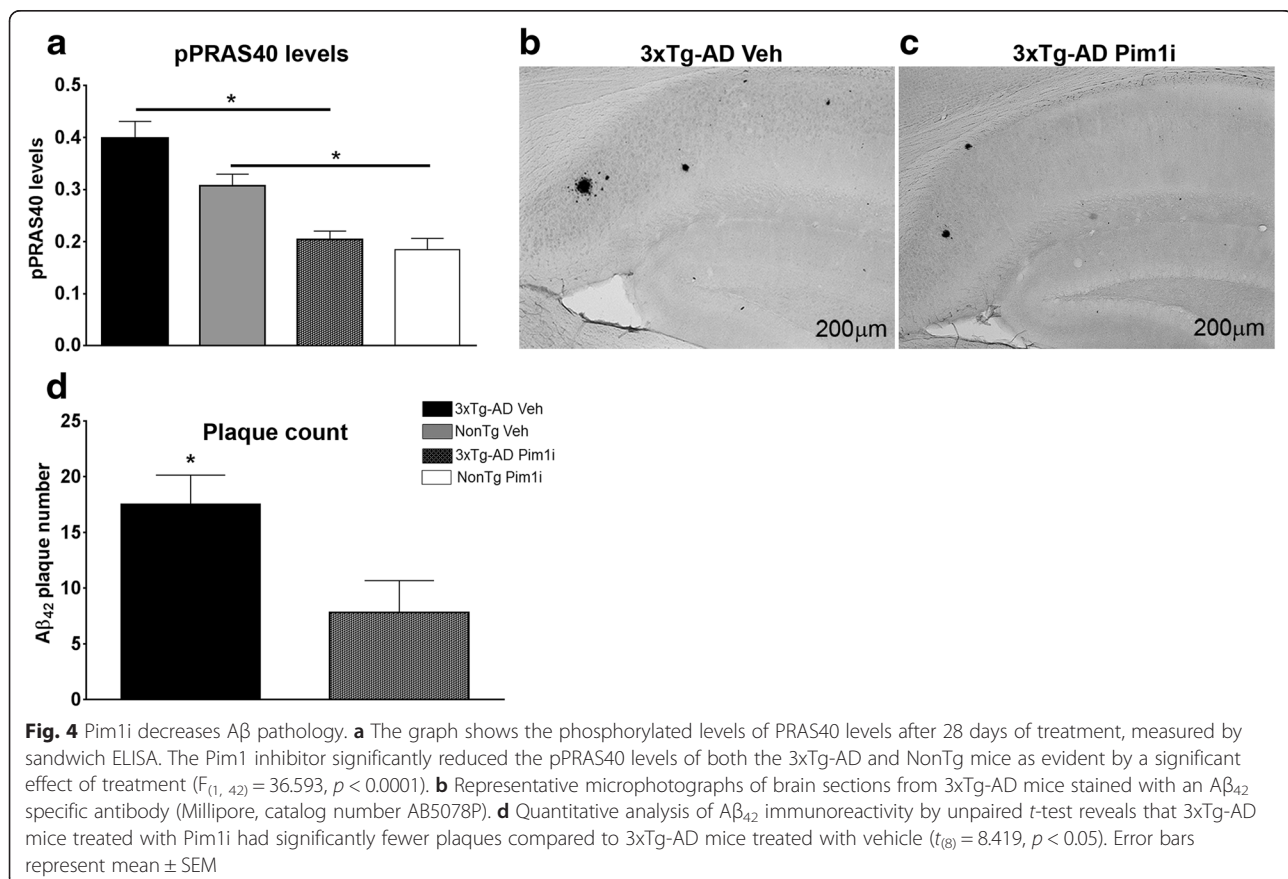 a
pPRAS40 levels
pPRAS40 levels
0.5
0.4
0.3
0.2
0.1
0.0
*
*
b
3xTg-AD Veh
200μm
c
3xTg-AD Pim1i
200μm
d
Plaque count
Aβ42 plaque number
25
20
15
10
5
0
*
3xTg-AD Veh
NonTg Veh
3xTg-AD Pim1i
NonTg Pim1i
Fig. 4 Pim1i decreases Aβ pathology. a The graph shows the phosphorylated levels of PRAS40 levels after 28 days of treatment, measured by
sandwich ELISA. The Pim1 inhibitor significantly reduced the pPRAS40 levels of both the 3xTg-AD and NonTg mice as evident by a significant
effect of treatment (F(1, 42) = 36.593, p < 0.0001). b Representative microphotographs of brain sections from 3xTg-AD mice stained with an Aβ42
specific antibody (Millipore, catalog number AB5078P). d Quantitative analysis of Aβ42 immunoreactivity by unpaired t-test reveals that 3xTg-AD
mice treated with Pim1i had significantly fewer plaques compared to 3xTg-AD mice treated with vehicle (t(8) = 8.419, p < 0.05). Error bars
represent mean ± SEM